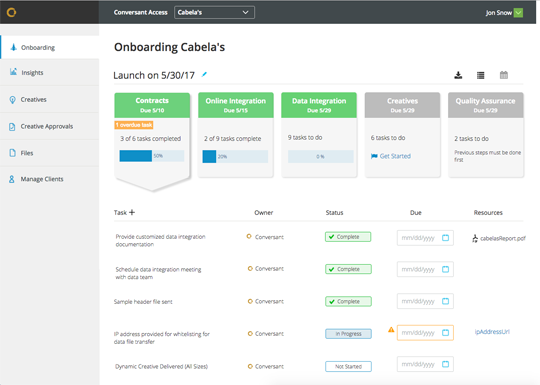 Conversant Access
Cabela's
Jon Snow
Onboarding
Insights
Creatives
Creative Approvals
Files
Manage Clients
Onboarding Cabela's
Launch on 5/30/17
Contracts
Due 5/10
1 overdue task
3 of 6 tasks completed
50%
Online Integration
Due 5/15
2 of 9 tasks complete
20%
Data Integration
Due 5/29
9 tasks to do
0 %
Creatives
Due 5/29
6 tasks to do
Get Started
Quality Assurance
Due 5/29
2 tasks to do
Previous steps must be done
first
Task + Owner Status Due Resources
Provide customized data integration
documentation
Conversant
Complete
mm/dd/yyyy
cabelasReport.pdf
Schedule data integration meeting
with data team
Conversant
Complete
mm/dd/yyyy
Sample header file sent
Conversant
Complete
mm/dd/yyyy
IP address provided for whitelisting for
data file transfer
Conversant
In Progress
mm/dd/yyyy
ipAddressUrl
Dynamic Creative Delivered (All Sizes)
Conversant
Not Started
mm/dd/yyyy